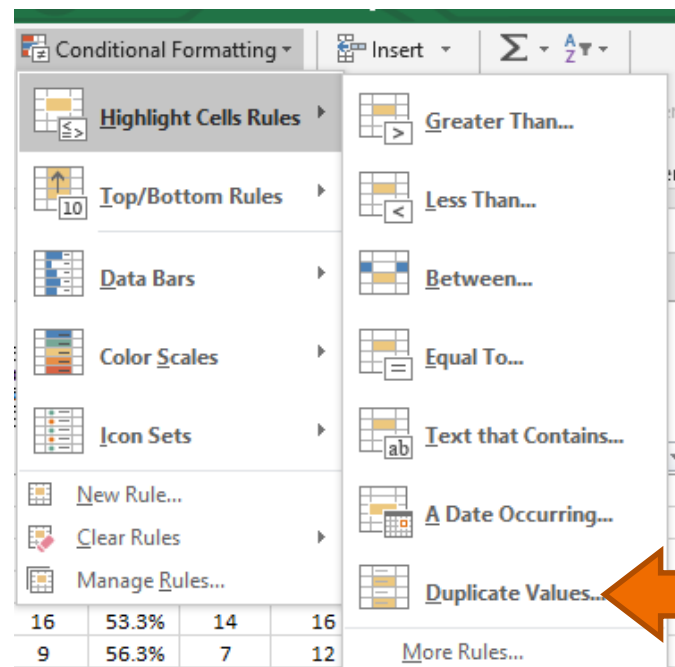 Conditional Formatting
Insert
Highlight Cells Rules
Top/Bottom Rules
Data Bars
Color Scales
Icon Sets
New Rule...
Clear Rules
Manage Rules...
Greater Than...
Less Than...
Between...
Equal To...
Text that Contains...
A Date Occurring...
Duplicate Values...
More Rules...
16 53.3% 14 16
9 56.3% 7 12